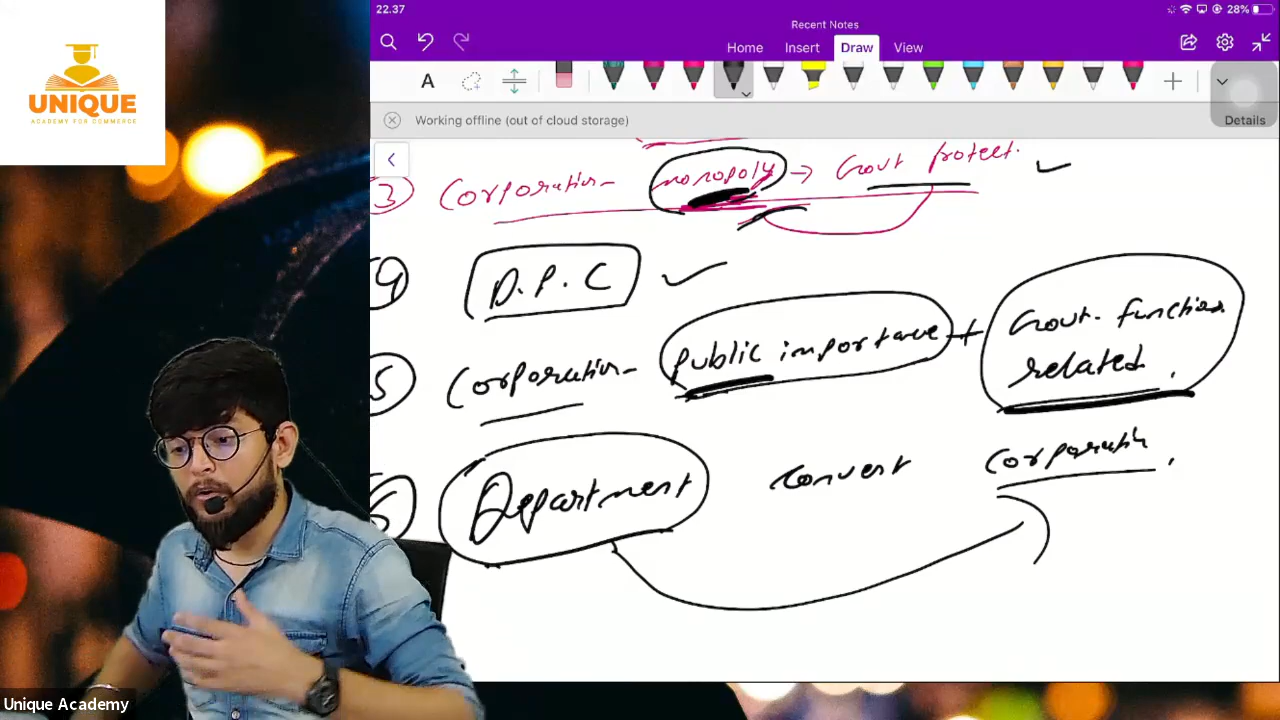 UNIQUE
ACADEMY FOR COMMERCE
22.37
28%
Recent Notes
Home Insert Draw View
A
Details
Working offline (out of cloud storage)
③ Corporation - monopoly → Govt protect.
④ D.P.C
⑤ Corporation - public importance + Govt. function
related.
⑥ Department convert corporation.
Unique Academy